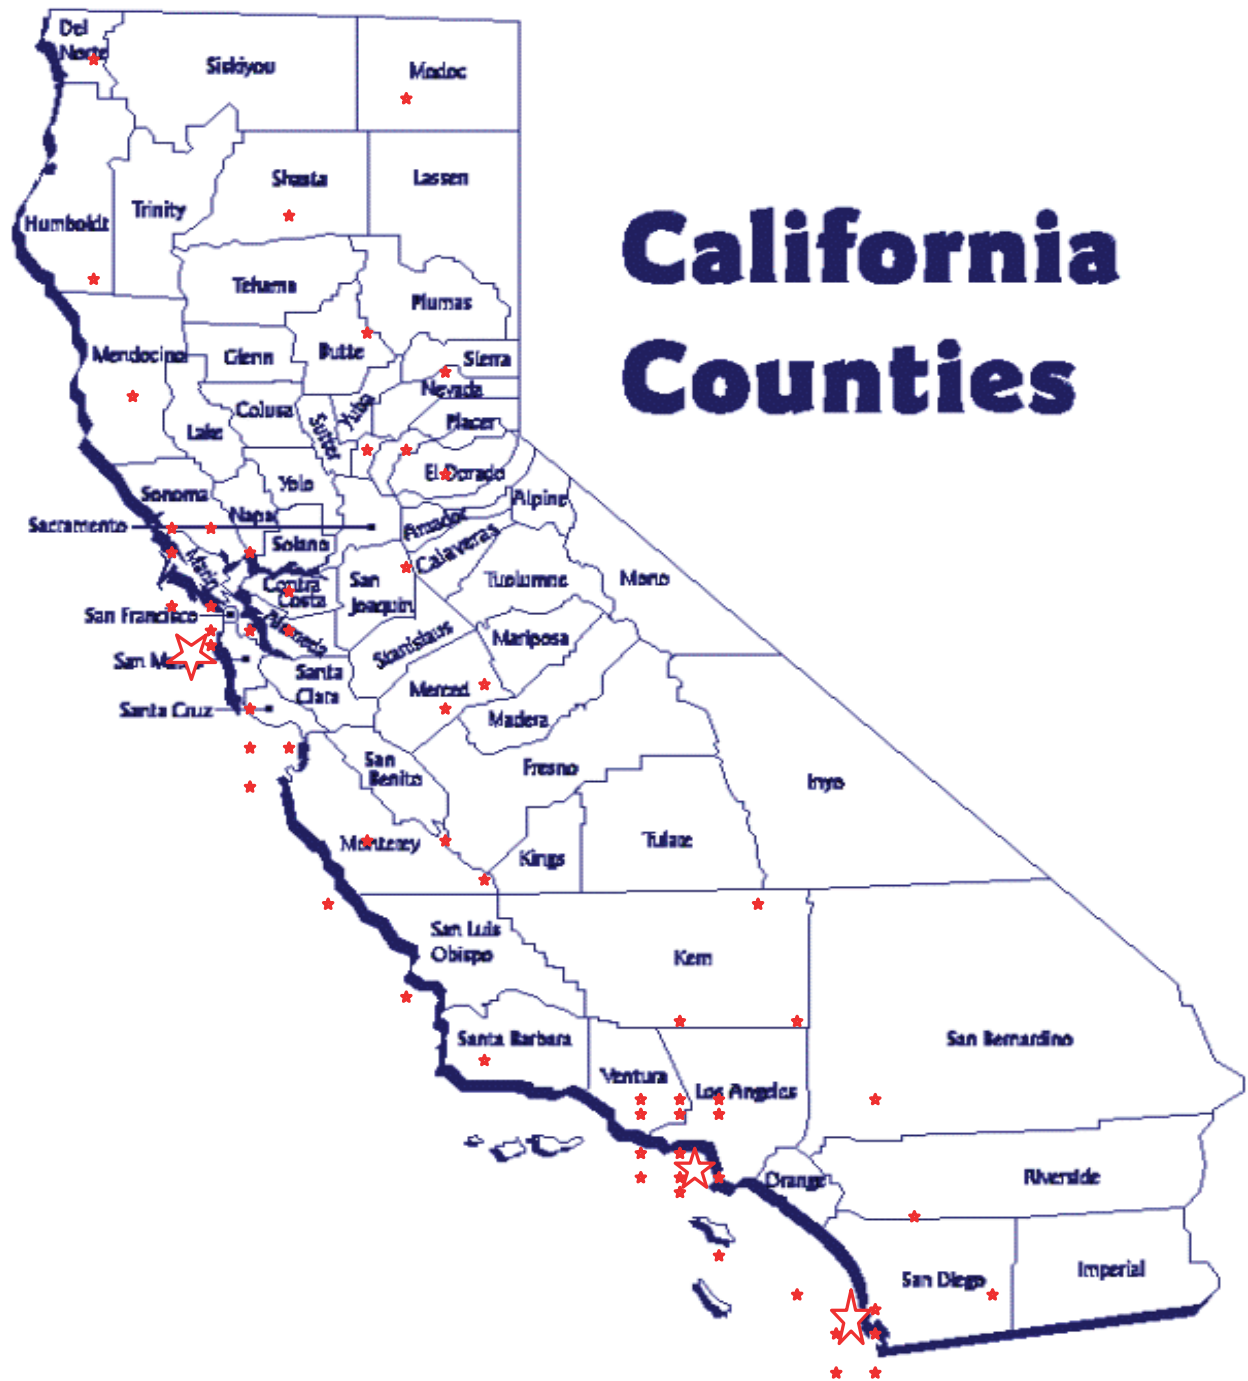 Del
Norte
Siskiyou
Modoc
Shasta
Lassen
Trinity
Humboldt
California
Counties
Tehama
Plumas
Mendocino
Glenn
Butte
Sierra
Nevada
Colusa
Sutter
Yuba
Placer
Lake
El Dorado
Yolo
Sonoma
Napa
Alpine
Sacramento
Amador
Solano
Calaveras
Marin
Contra
Costa
San
Joaquin
Tuolumne
Mono
San Francisco
Alameda
Stanislaus
Mariposa
San Mateo
Santa
Clara
Merced
Santa Cruz
Madera
San
Benito
Fresno
Inyo
Monterey
Kings
Tulare
San Luis
Obispo
Kern
Santa Barbara
San Bernardino
Ventura
Los Angeles
Orange
Riverside
San Diego
Imperial